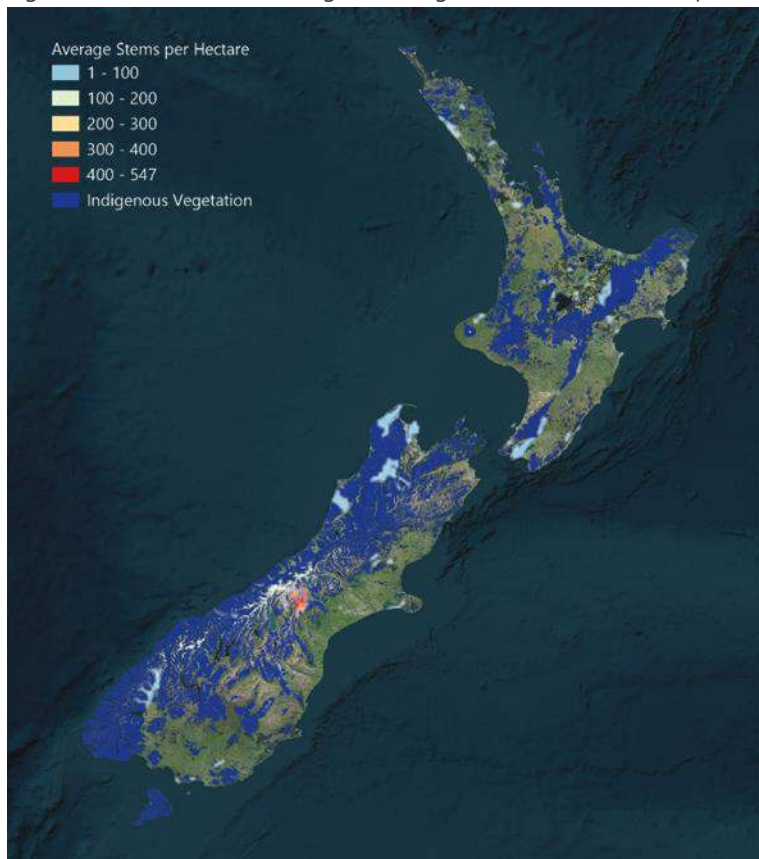 Average Stems per Hectare
1 - 100
100 - 200
200 - 300
300 - 400
400 - 547
Indigenous Vegetation